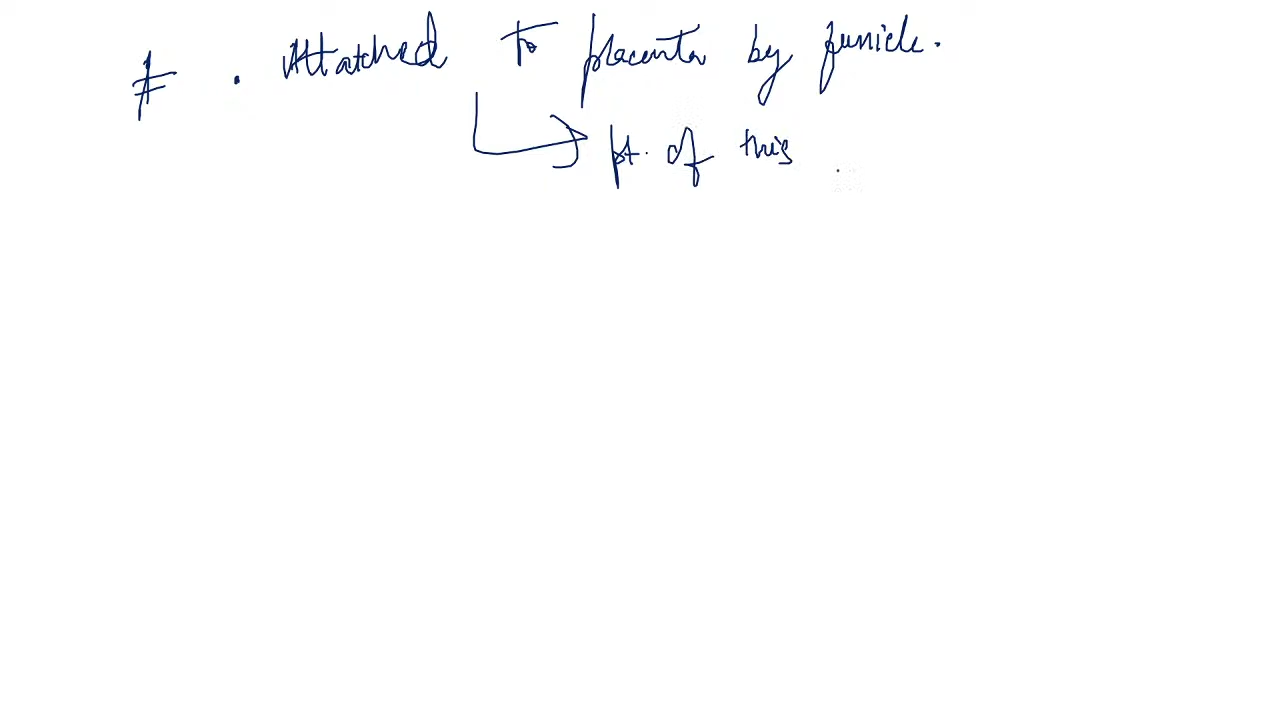 # . Attached to placenta by funicle.
pt. of this